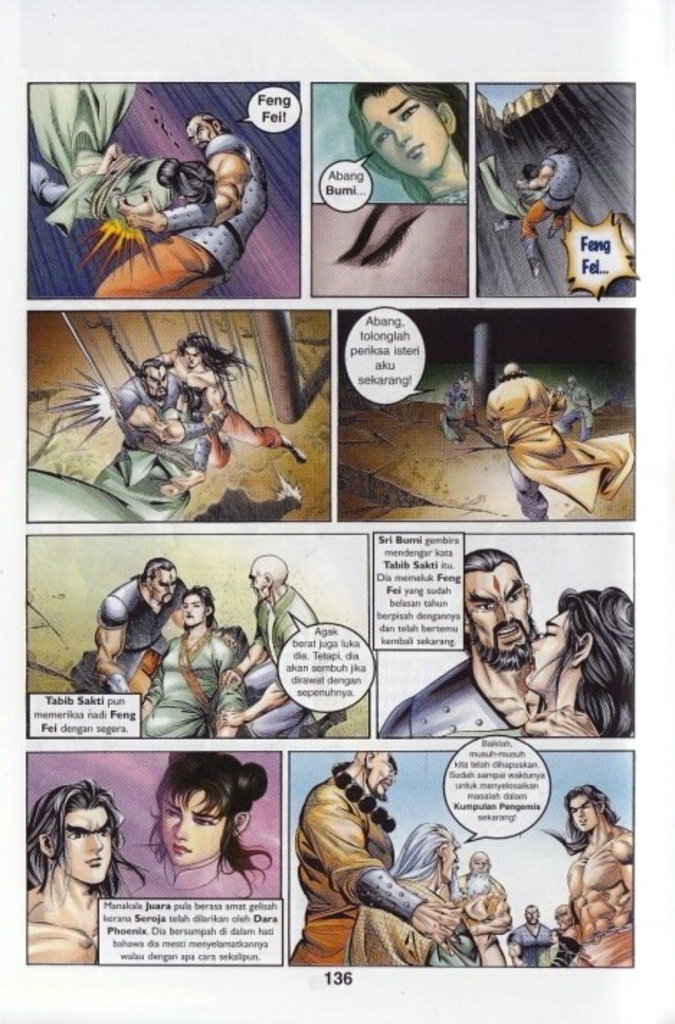 Feng
Fei!
Abang
Bumi...
Feng
Fei...
Abang,
tolonglah
periksa isteri
aku
sekarang!
Tabib Sakti pun
memeriksa nadi Feng
Fei dengan segera.
Agak
berat juga luka
dia. Tetapi, dia
akan sembuh jika
dirawat dengan
sepenuhnya.
Sri Bumi gembira
mendengar kata
Tabib Sakti itu.
Dia memeluk Feng
Fei yang sudah
belasan tahun
berpisah dengannya
dan telah bertemu
kembali sekarang.
Manakala Juara pula berasa amat gelisah
kerana Seroja telah dilarikan oleh Dara
Phoenix. Dia bersumpah di dalam hati
bahawa dia mesti menyelamatkannya
walau dengan apa cara sekalipun.
Baiklah,
musuh-musuh
kita telah dihapuskan.
Sudah sampai waktunya
untuk menyelesaikan
masalah dalam
Kumpulan Pengemis
sekarang!
136